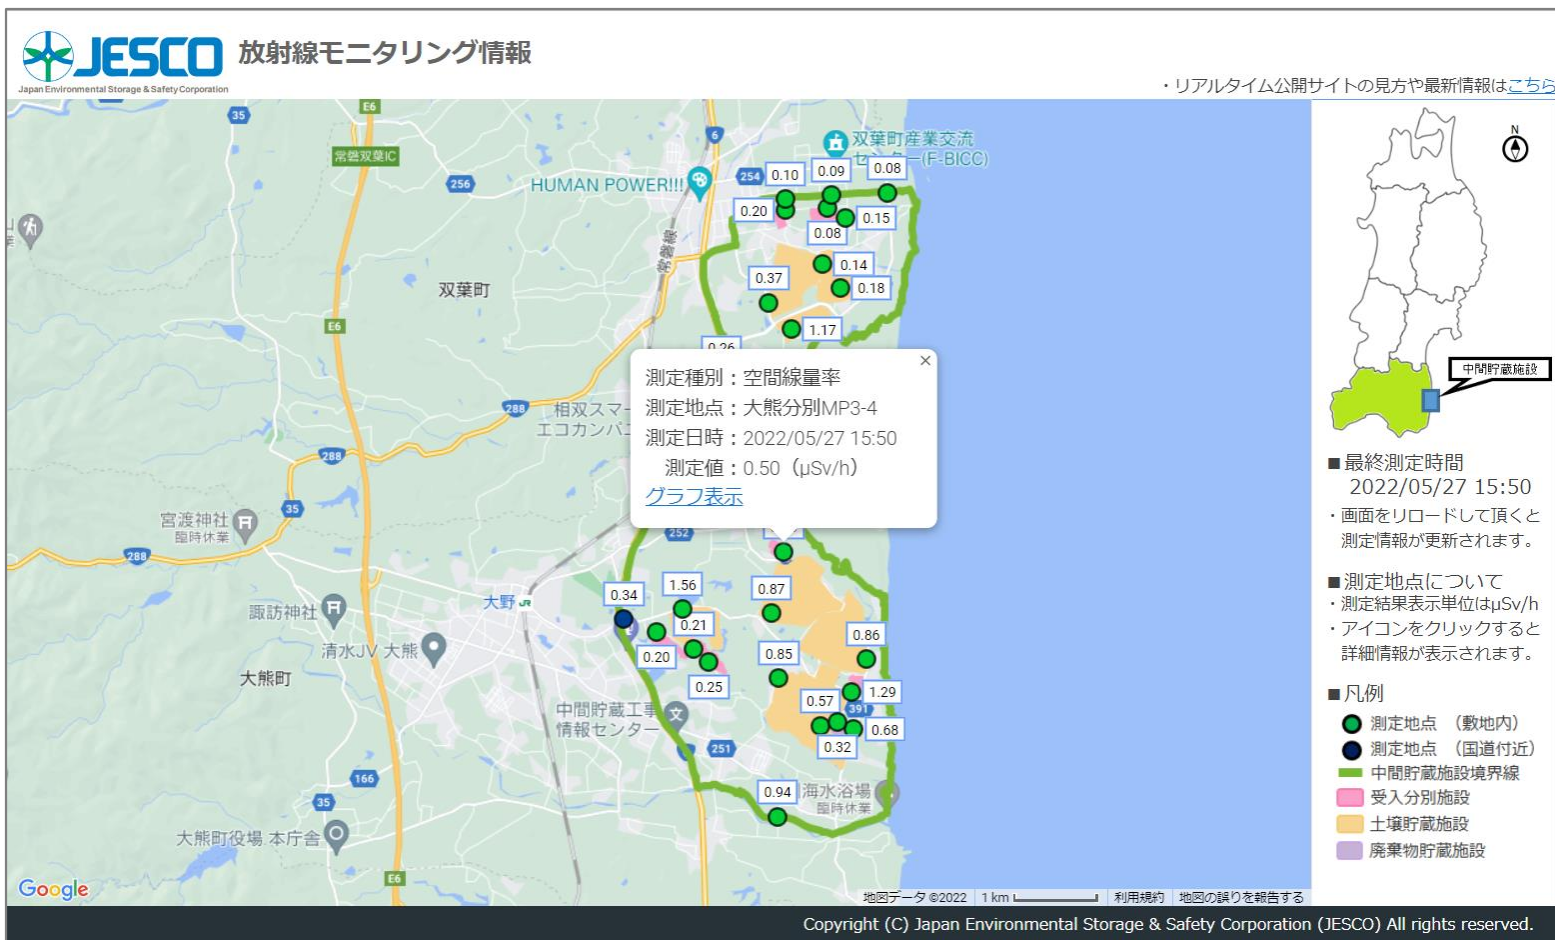 JESCO 放射線モニタリング情報
Japan Environmental Storage & Safety Corporation
・リアルタイム公開サイトの見方や最新情報はこちら
E6
35
常磐双葉IC
6
双葉町産業交流
センター(F-BICC)
256
HUMAN POWER!!!
254
0.10
0.09
0.08
0.20
0.15
0.08
常磐線
双葉町
0.37
0.14
0.18
E6
1.17
0.26
測定種別：空間線量率
測定地点：大熊分別MP3-4
測定日時：2022/05/27 15:50
測定値：0.50（μSv/h）
グラフ表示
288
相双スマー
エコカンパニ
288
35
宮渡神社
臨時休業
288
252
大野
JR
0.34
1.56
0.87
諏訪神社
0.21
0.86
清水JV 大熊
0.20
0.85
大熊町
0.25
0.57
1.29
391
中間貯蔵工事
情報センター
0.68
0.32
251
166
0.94
海水浴場
臨時休業
35
大熊町役場 本庁舎
E6
Google
地図データ ©2022
1 km
利用規約
地図の誤りを報告する
N
中間貯蔵施設
■最終測定時間
2022/05/27 15:50
・画面をリロードして頂くと
測定情報が更新されます。
■測定地点について
・測定結果表示単位はμSv/h
・アイコンをクリックすると
詳細情報が表示されます。
■凡例
測定地点 （敷地内）
測定地点 （国道付近）
中間貯蔵施設境界線
受入分別施設
土壌貯蔵施設
廃棄物貯蔵施設
Copyright (C) Japan Environmental Storage & Safety Corporation (JESCO) All rights reserved.